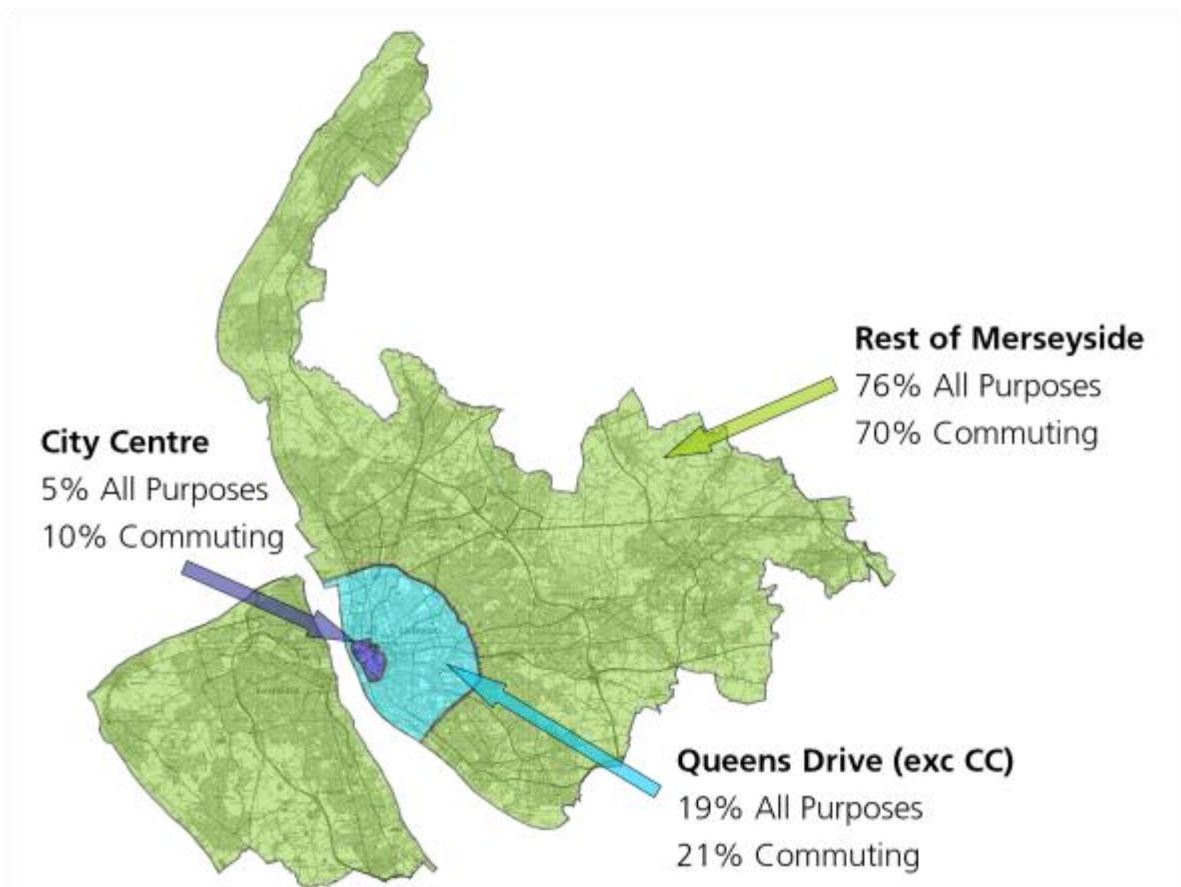 Rest of Merseyside
76% All Purposes
70% Commuting
City Centre
5% All Purposes
10% Commuting
Queens Drive (exc CC)
19% All Purposes
21% Commuting